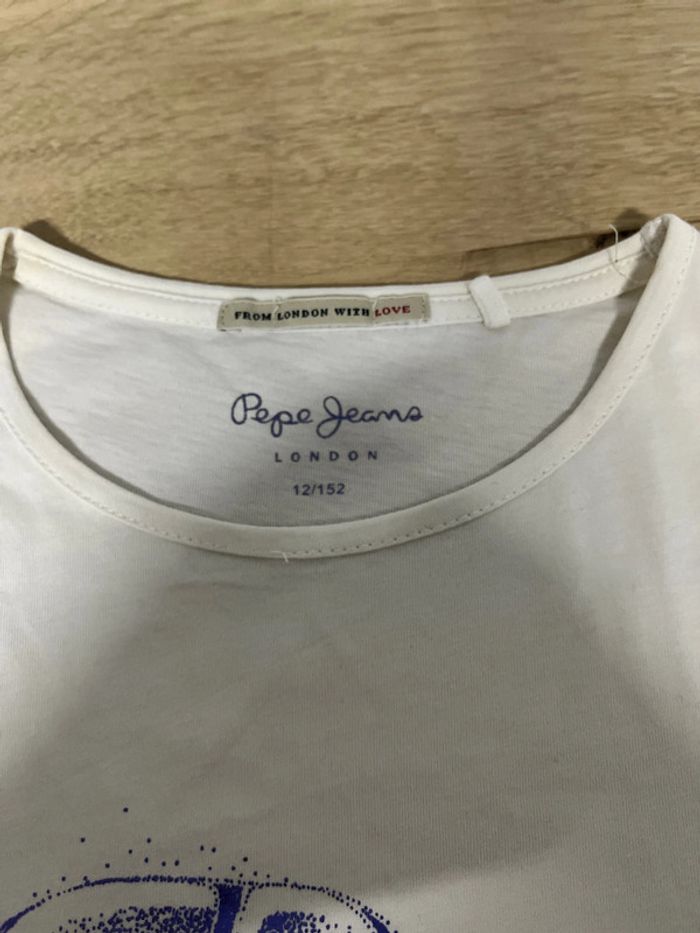 FROM LONDON WITH LOVE
Pepe Jeans
LONDON
12/152